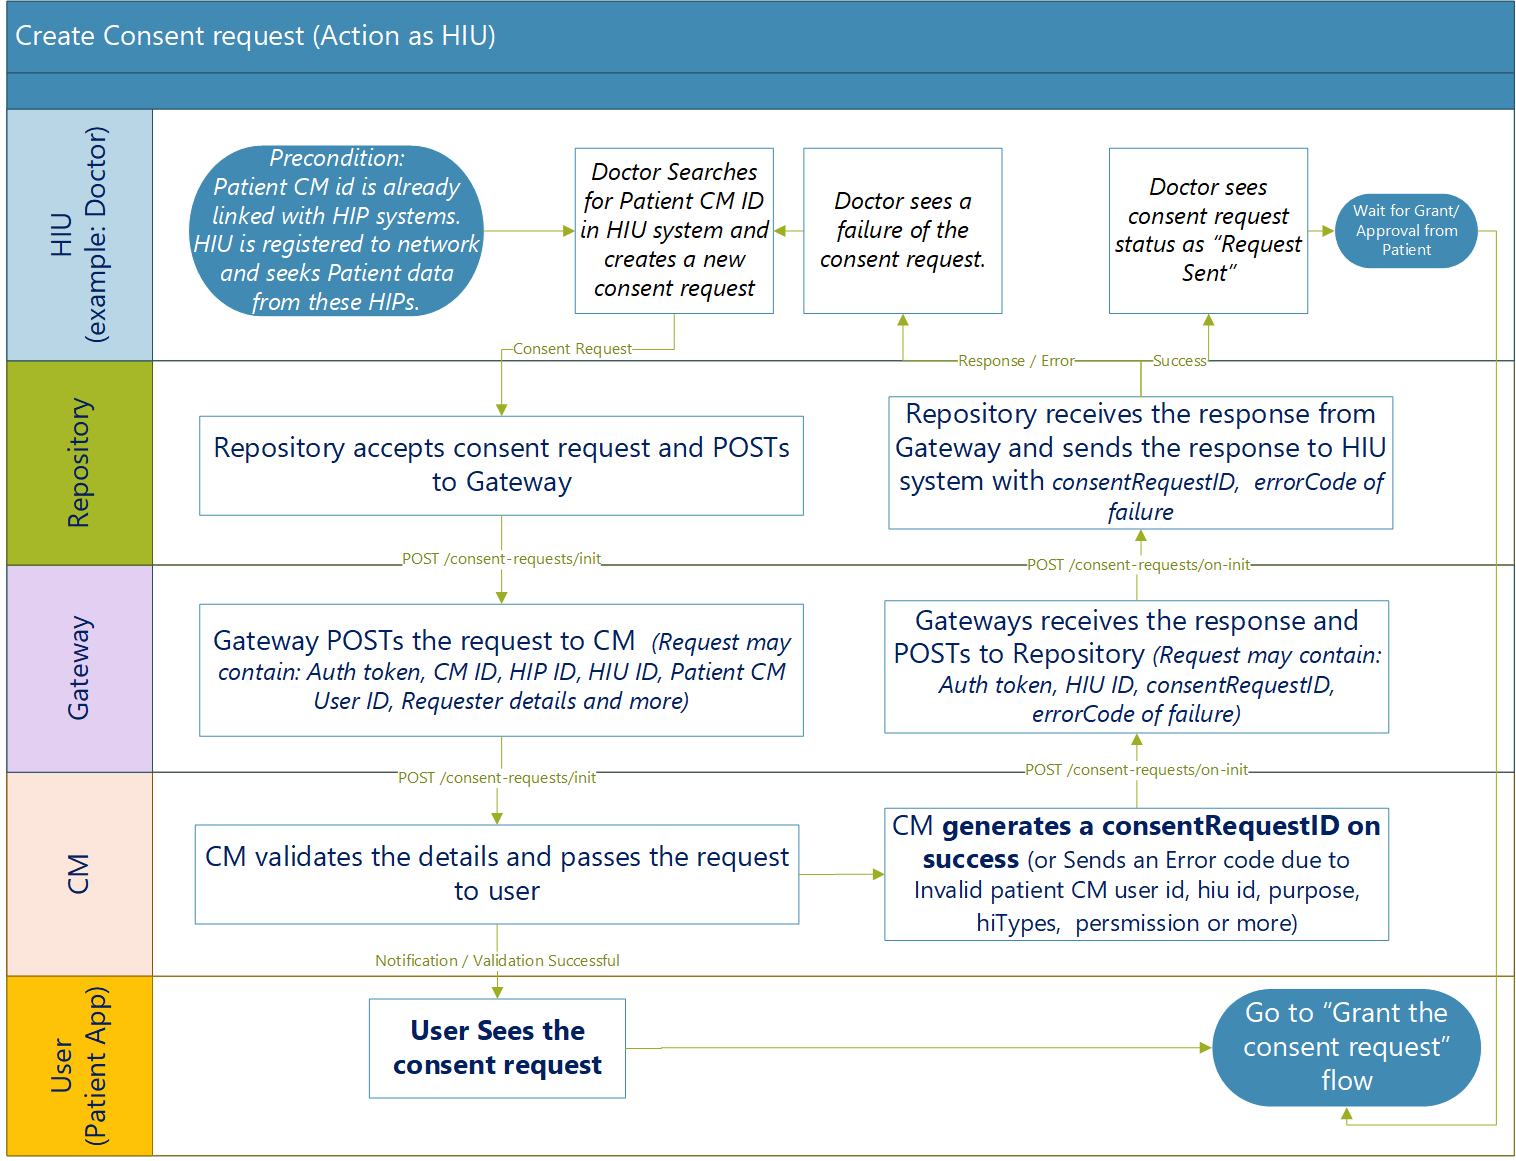 Create Consent request (Action as HIU)
HIU
(example: Doctor)
Precondition:
Patient CM id is already
linked with HIP systems.
HIU is registered to network
and seeks Patient data
from these HIPs.
Doctor Searches
for Patient CM ID
in HIU system and
creates a new
consent request
Doctor sees a
failure of the
consent request.
Doctor sees
consent request
status as “Request
Sent”
Wait for Grant/
Approval from
Patient
Consent Request
Response / Error
Success
Repository
Repository accepts consent request and POSTs
to Gateway
Repository receives the response from
Gateway and sends the response to HIU
system with consentRequestID, errorCode of
failure
POST /consent-requests/init
POST /consent-requests/on-init
Gateway
Gateway POSTs the request to CM (Request may
contain: Auth token, CM ID, HIP ID, HIU ID, Patient CM
User ID, Requester details and more)
Gateways receives the response and
POSTs to Repository (Request may contain:
Auth token, HIU ID, consentRequestID,
errorCode of failure)
POST /consent-requests/init
POST /consent-requests/on-init
CM
CM validates the details and passes the request
to user
CM generates a consentRequestID on
success (or Sends an Error code due to
Invalid patient CM user id, hiu id, purpose,
hiTypes, persmission or more)
Notification / Validation Successful
User
(Patient App)
User Sees the
consent request
Go to “Grant the
consent request”
flow